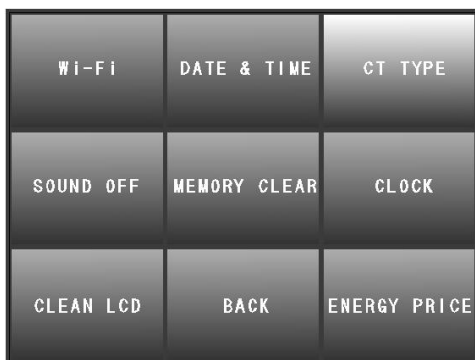 Wi-Fi
DATE & TIME
CT TYPE
SOUND OFF
MEMORY CLEAR
CLOCK
CLEAN LCD
BACK
ENERGY PRICE